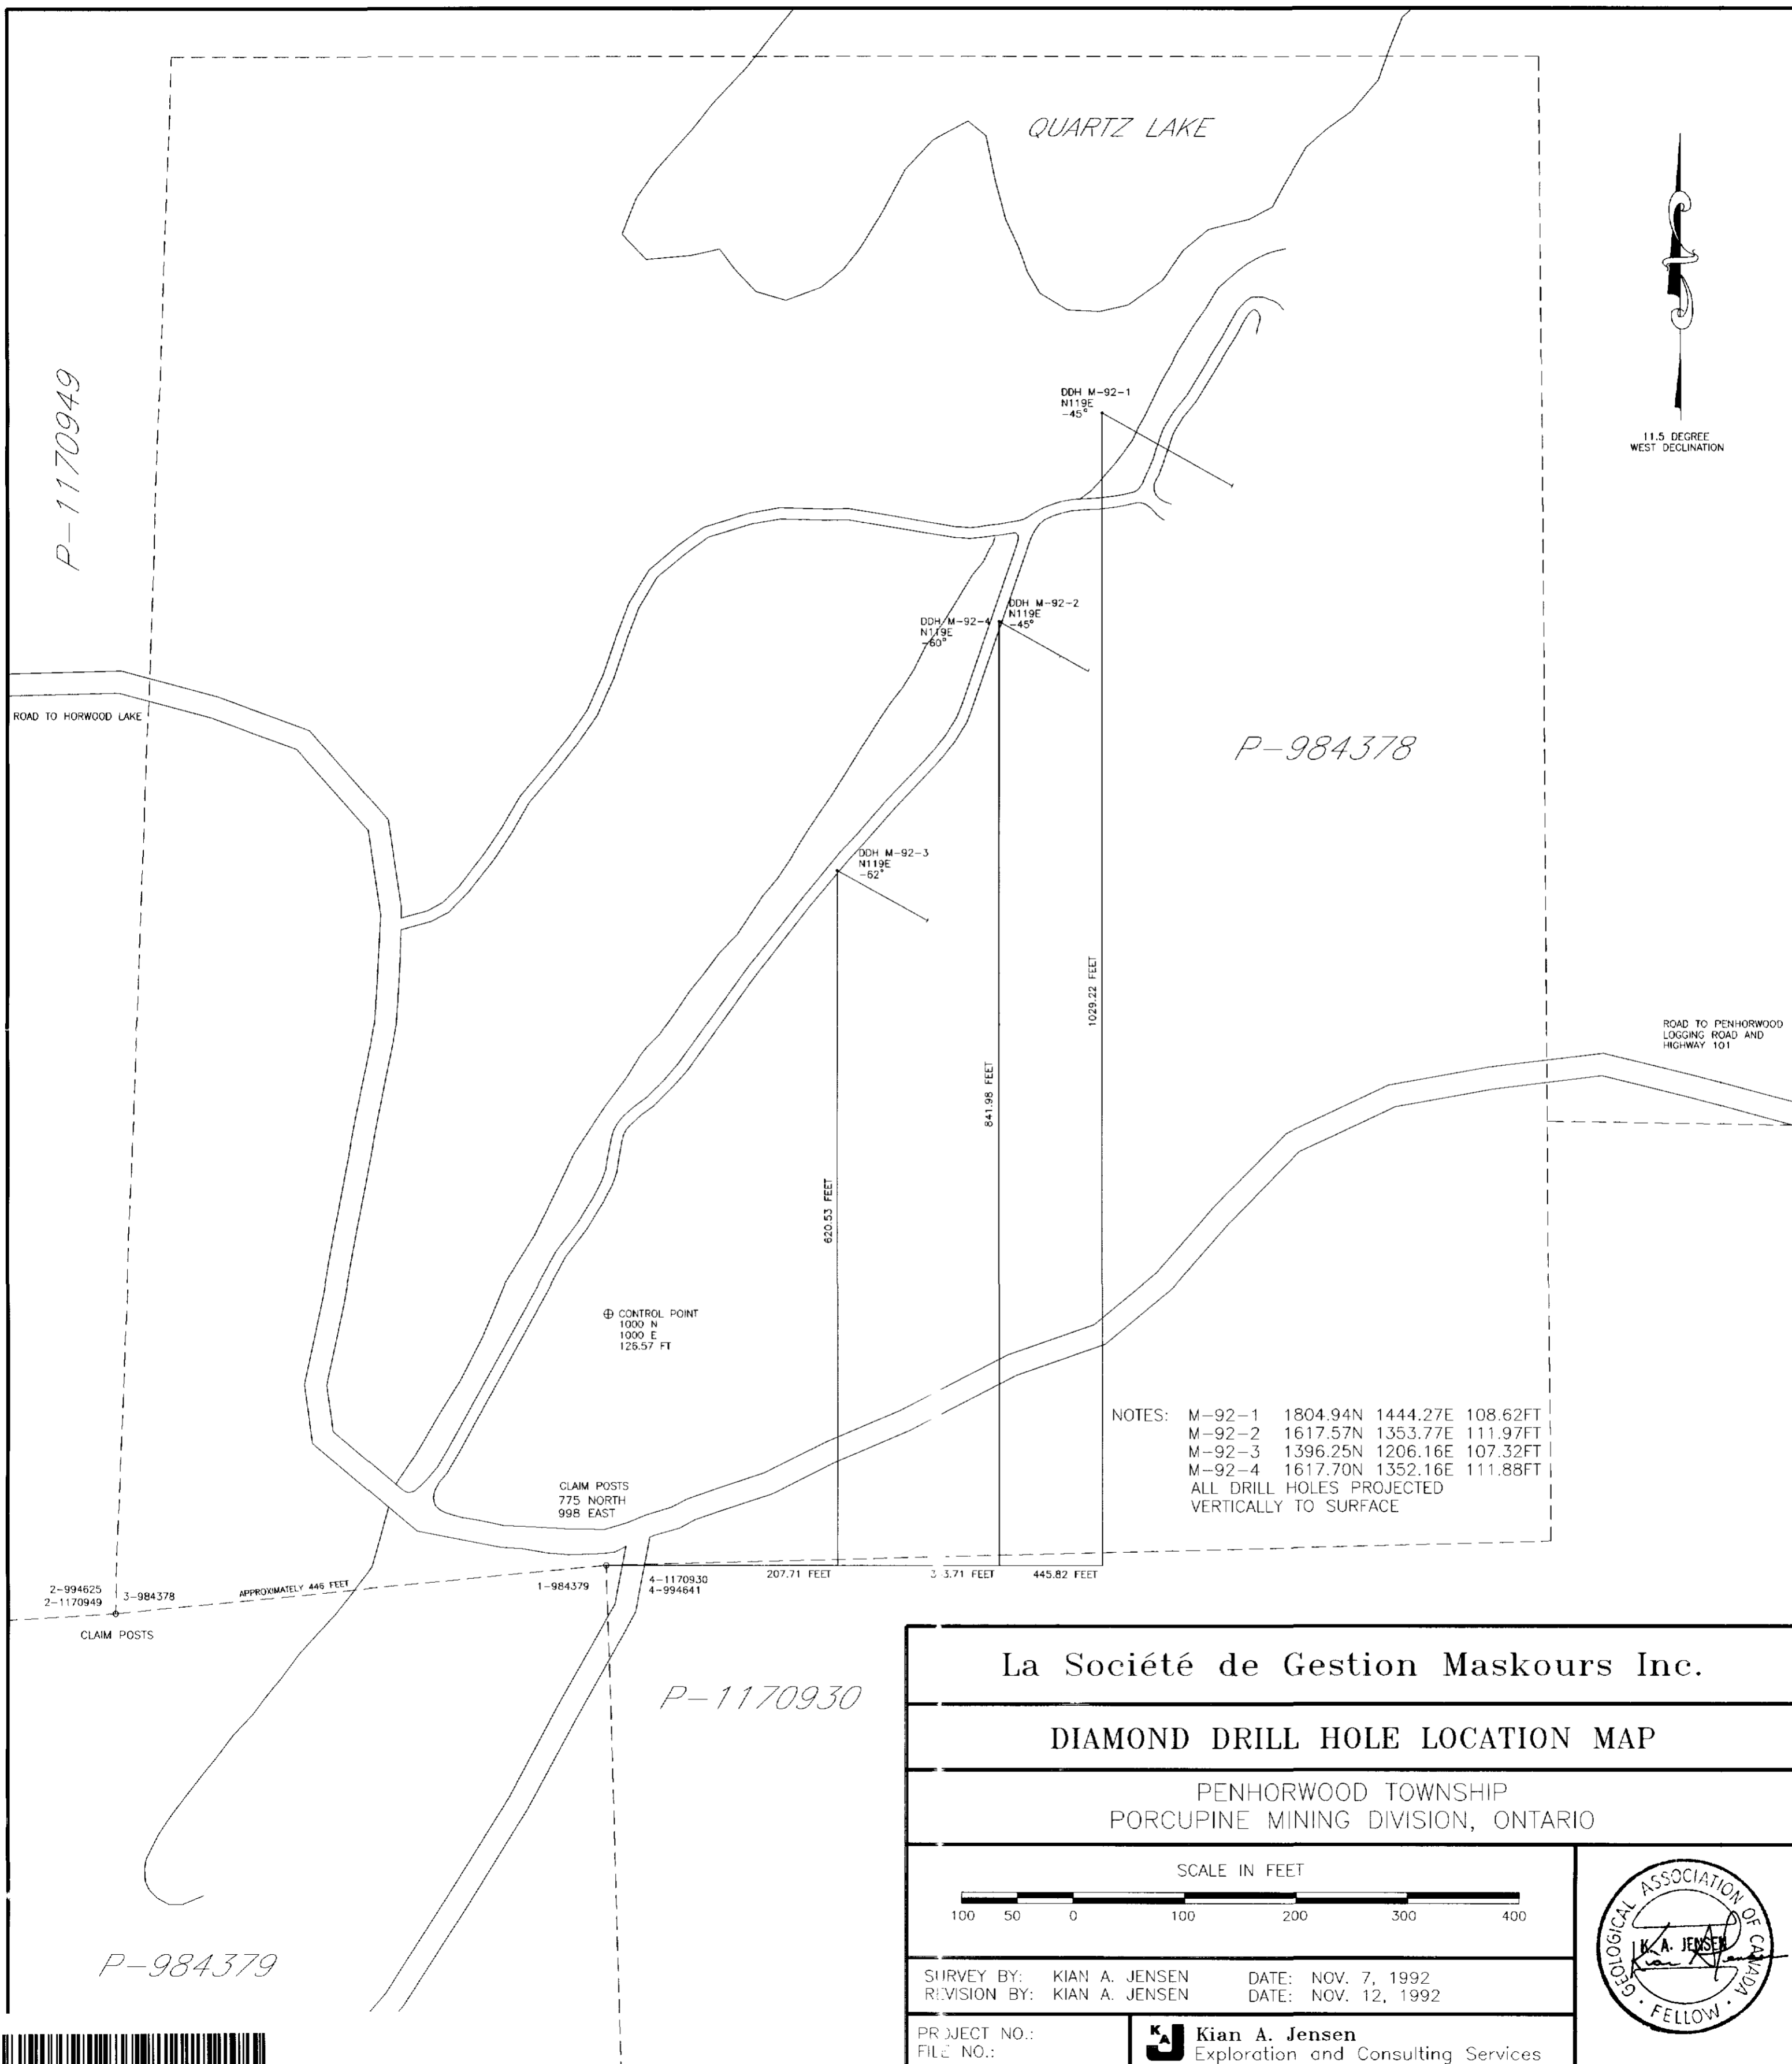 QUARTZ LAKE
P-1170949
11.5 DEGREE
WEST DECLINATION
DDH M-92-1
N119E
-45°
DDH M-92-2
N119E
-45°
DDH M-92-4
N119E
-60°
ROAD TO HORWOOD LAKE
P-984378
DDH M-92-3
N119E
-62°
1029.22 FEET
841.98 FEET
620.53 FEET
ROAD TO PENHORWOOD
LOGGING ROAD AND
HIGHWAY 101
CONTROL POINT
1000 N
1000 E
126.57 FT
NOTES: M-92-1 1804.94N 1444.27E 108.62FT
M-92-2 1617.57N 1353.77E 111.97FT
M-92-3 1396.25N 1206.16E 107.32FT
M-92-4 1617.70N 1352.16E 111.88FT
ALL DRILL HOLES PROJECTED
VERTICALLY TO SURFACE
CLAIM POSTS
775 NORTH
998 EAST
2-994625
2-1170949
3-984378
APPROXIMATELY 446 FEET
1-984379
4-1170930
4-994641
207.71 FEET
FEET
445.82 FEET
CLAIM POSTS
P-1170930
P-984379
La Société de Gestion Maskours Inc.
DIAMOND DRILL HOLE LOCATION MAP
PENHORWOOD TOWNSHIP
PORCUPINE MINING DIVISION, ONTARIO
SCALE IN FEET
100 50 0 100 200 300 400
SURVEY BY: KIAN A. JENSEN DATE: NOV. 7, 1992
REVISION BY: KIAN A. JENSEN DATE: NOV. 12, 1992
PROJECT NO.:
FILE NO.:
KAJ
Kian A. Jensen
Exploration and Consulting Services
GEOLOGICAL ASSOCIATION OF CANADA
K. A. JENSEN
FELLOW